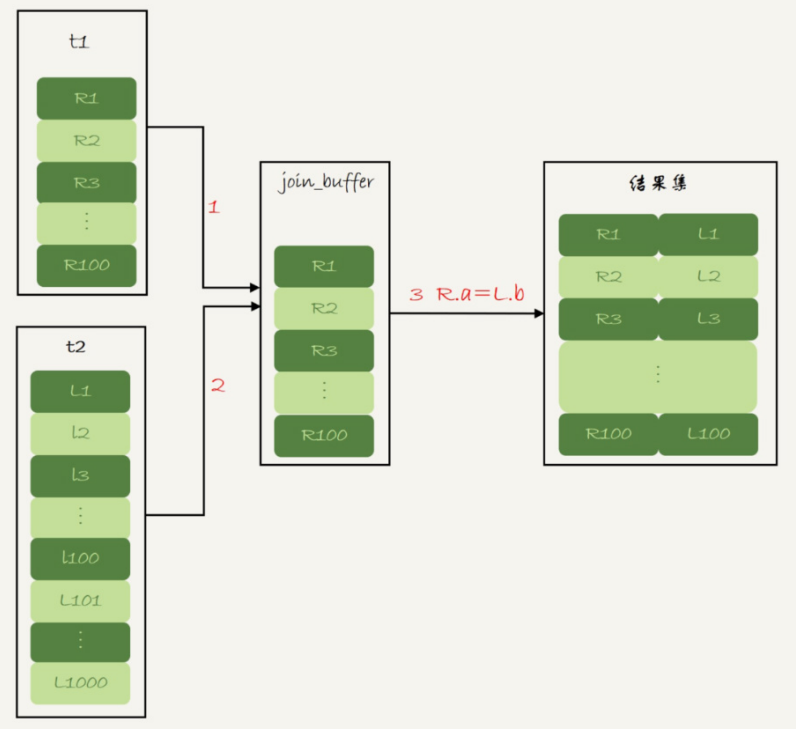 t1
R1
R2
R3
⋮
R100
1
t2
L1
l2
l3
⋮
l100
L101
⋮
L1000
2
join_buffer
R1
R2
R3
⋮
R100
3 R.a=L.b
结果集
R1 L1
R2 L2
R3 L3
⋮
R100 L100